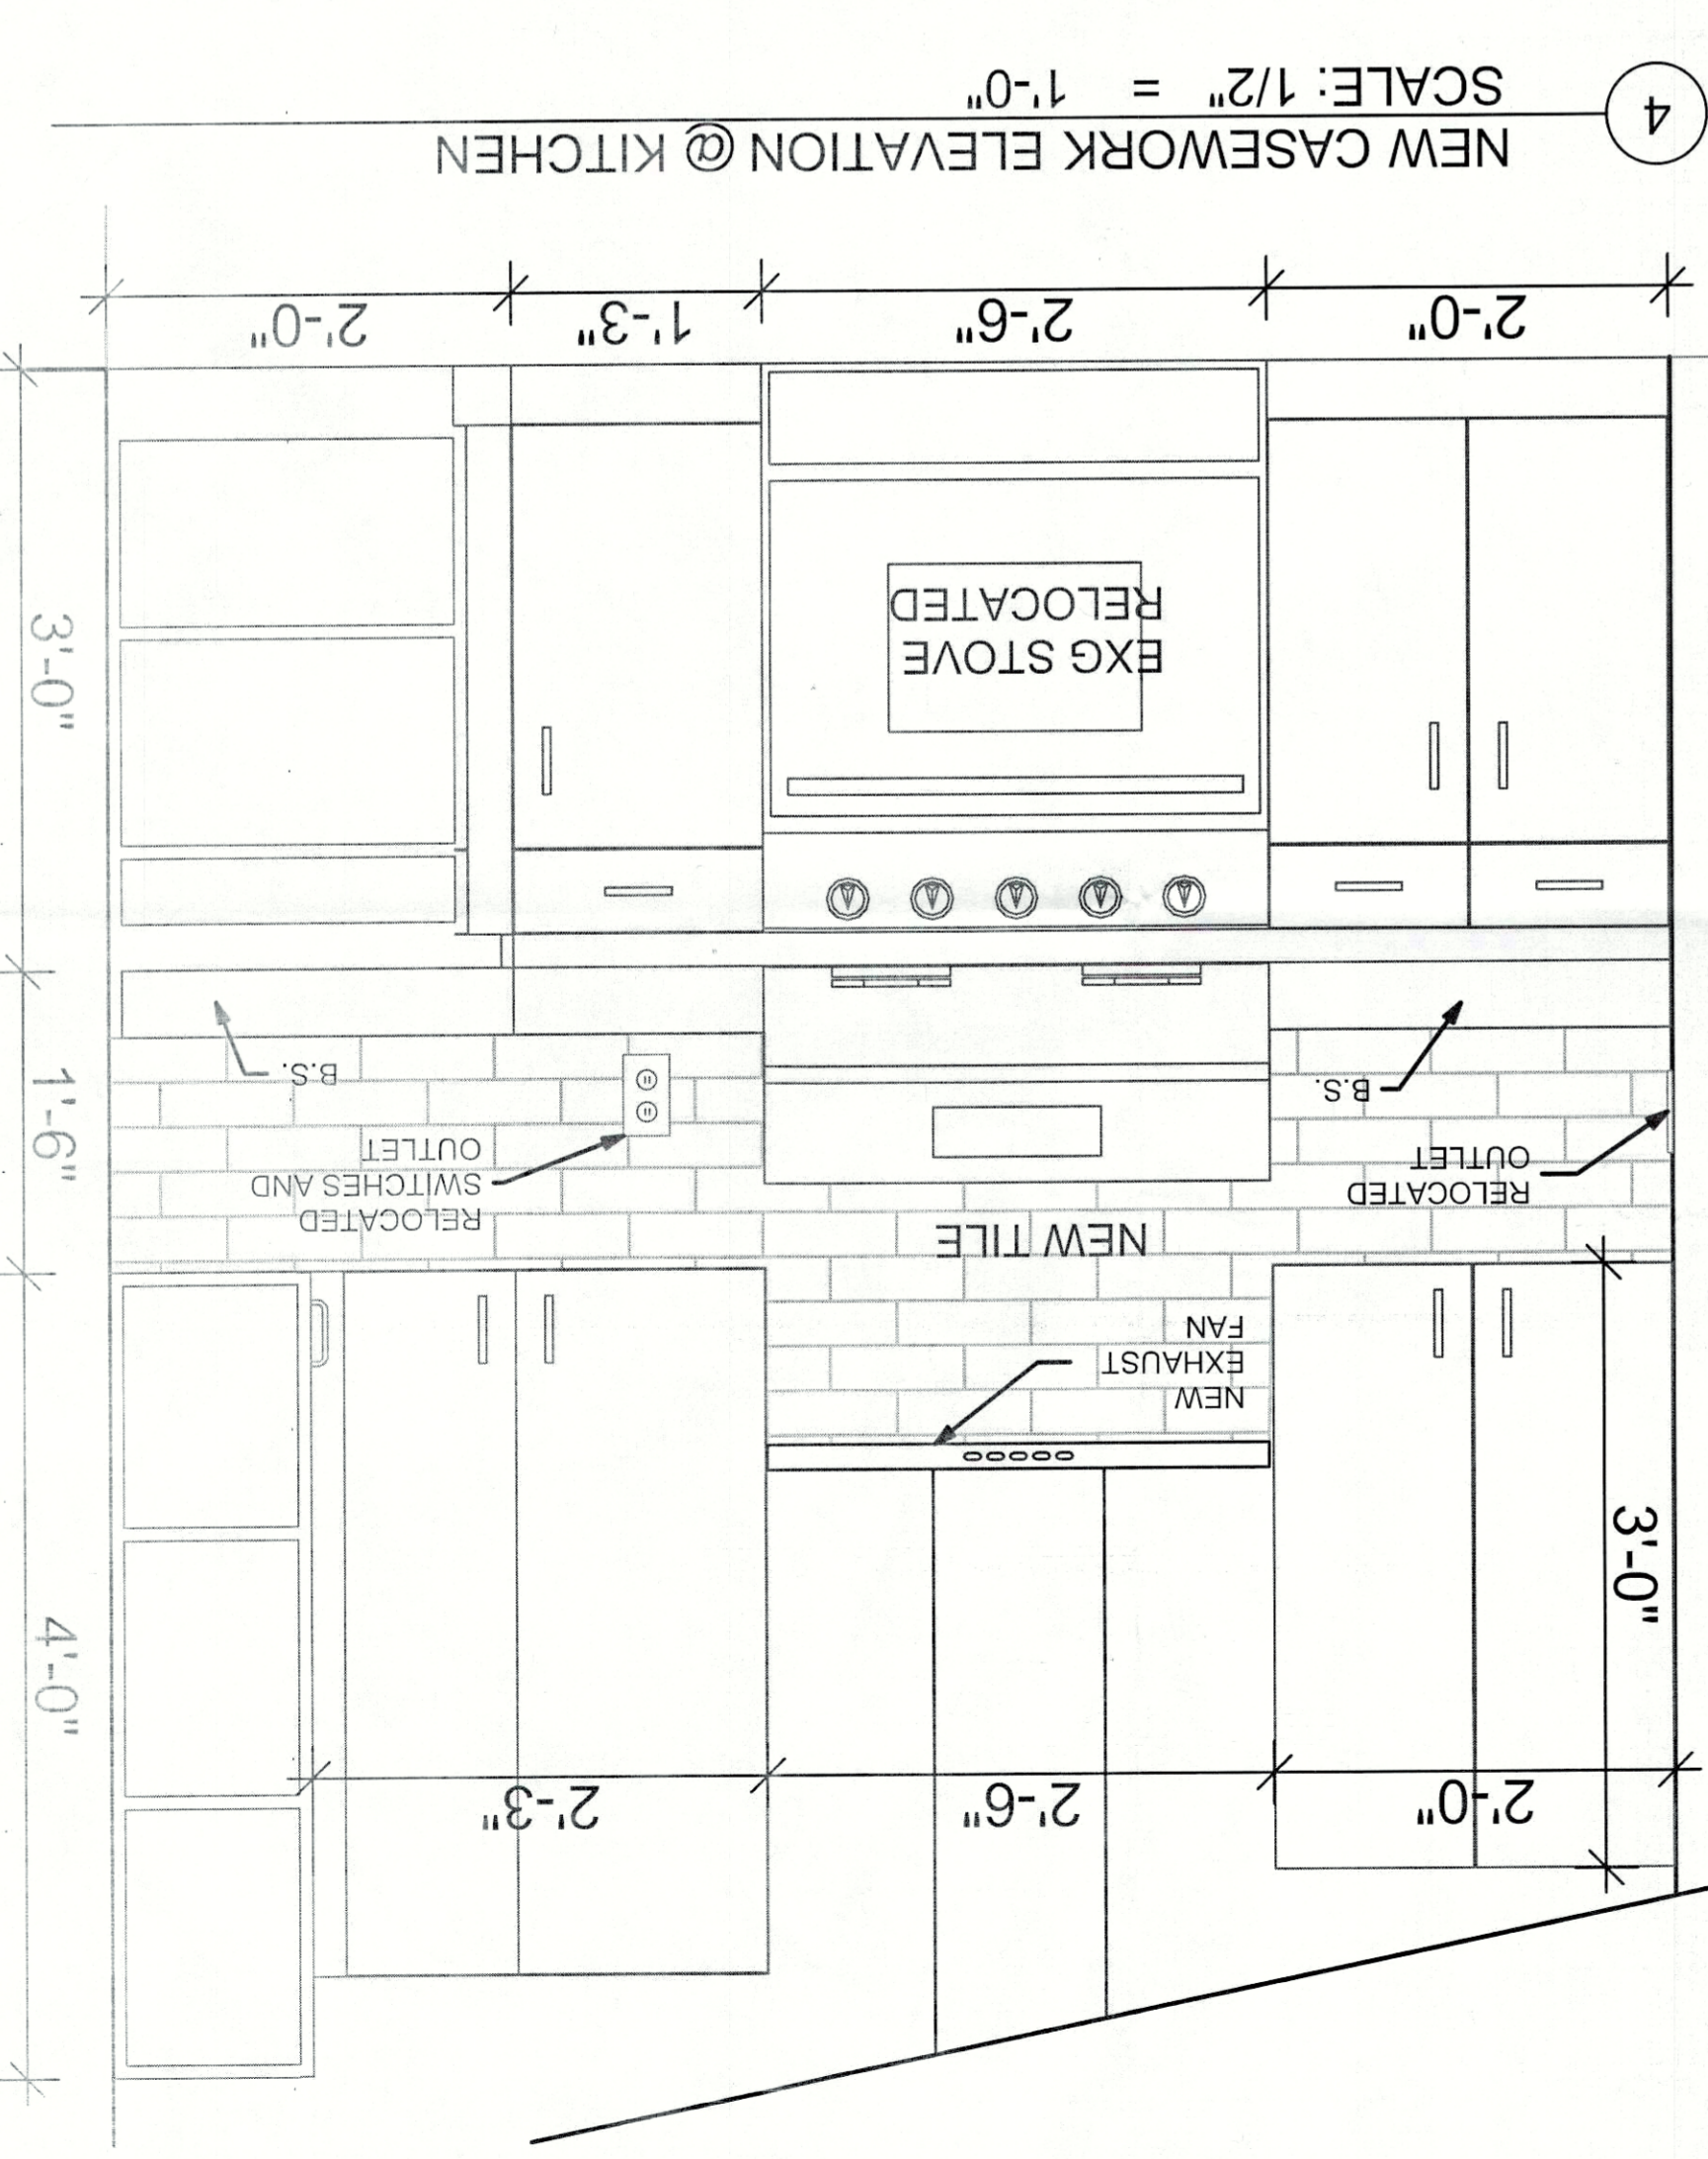 2'-0"
2'-6"
2'-3"
3'-0"
4'-0"
NEW
EXHAUST
FAN
NEW TILE
RELOCATED
OUTLET
RELOCATED
SWITCHES AND
OUTLET
B.S.
B.S.
1'-6"
EXG STOVE
RELOCATED
3'-0"
2'-0"
2'-6"
1'-3"
2'-0"
4
NEW CASEWORK ELEVATION @ KITCHEN
SCALE: 1/2" = 1'-0"